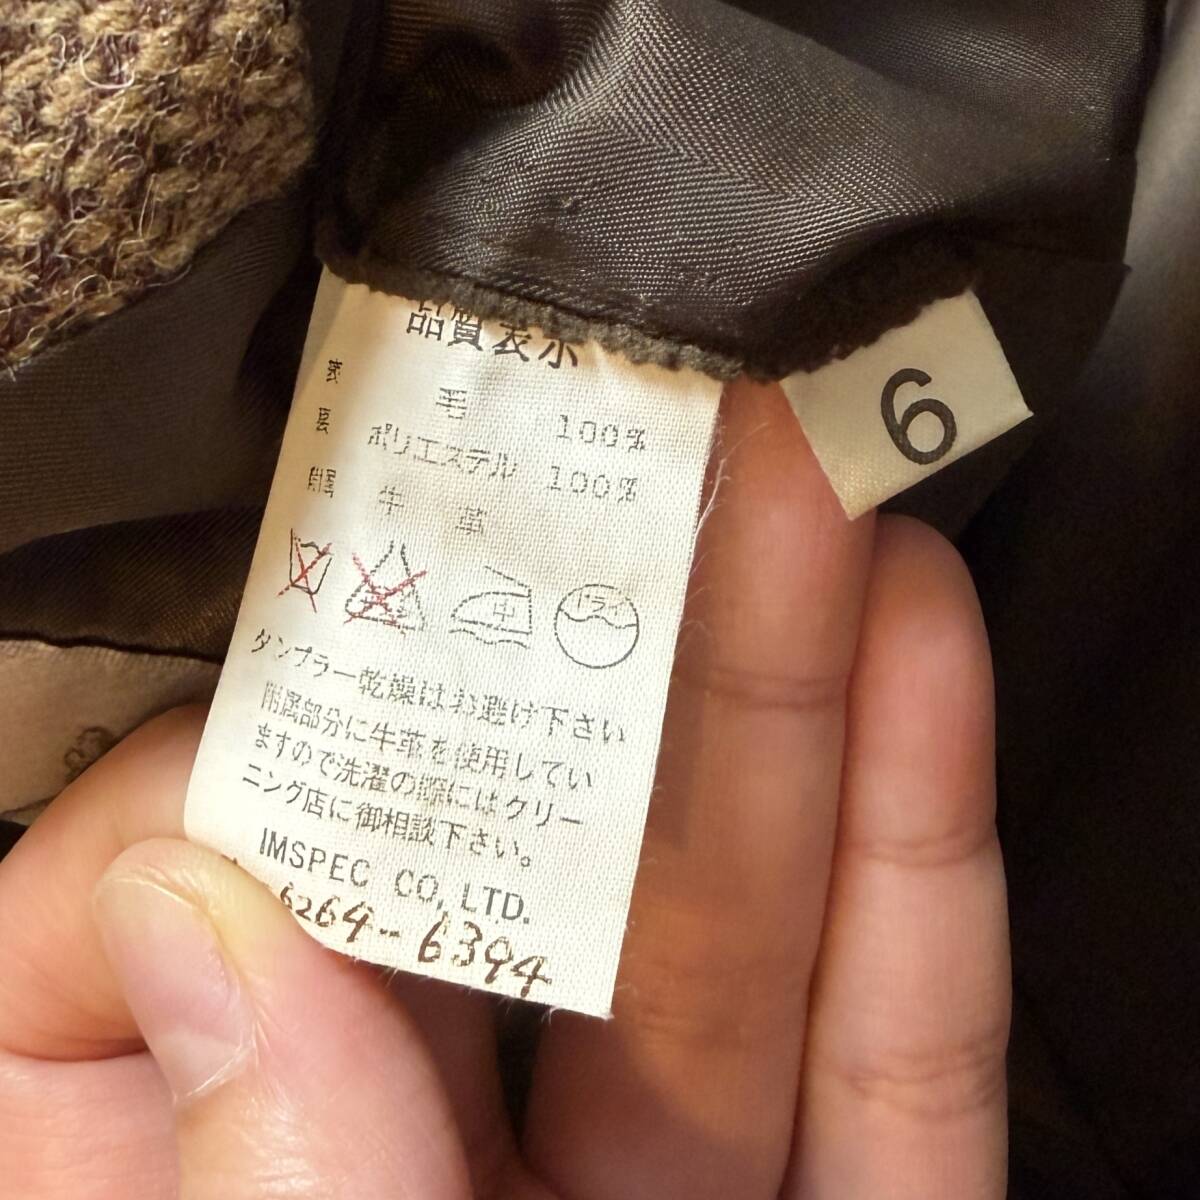 品質表示
表 毛 100%
裏 ポリエステル 100%
附属 牛革
中
ドライ
タンブラー乾燥はお避け下さい
附属部分に牛革を使用してい
ますので洗濯の際にはクリー
ニング店に御相談下さい。
IMSPEC CO, LTD.
6264-6394
6